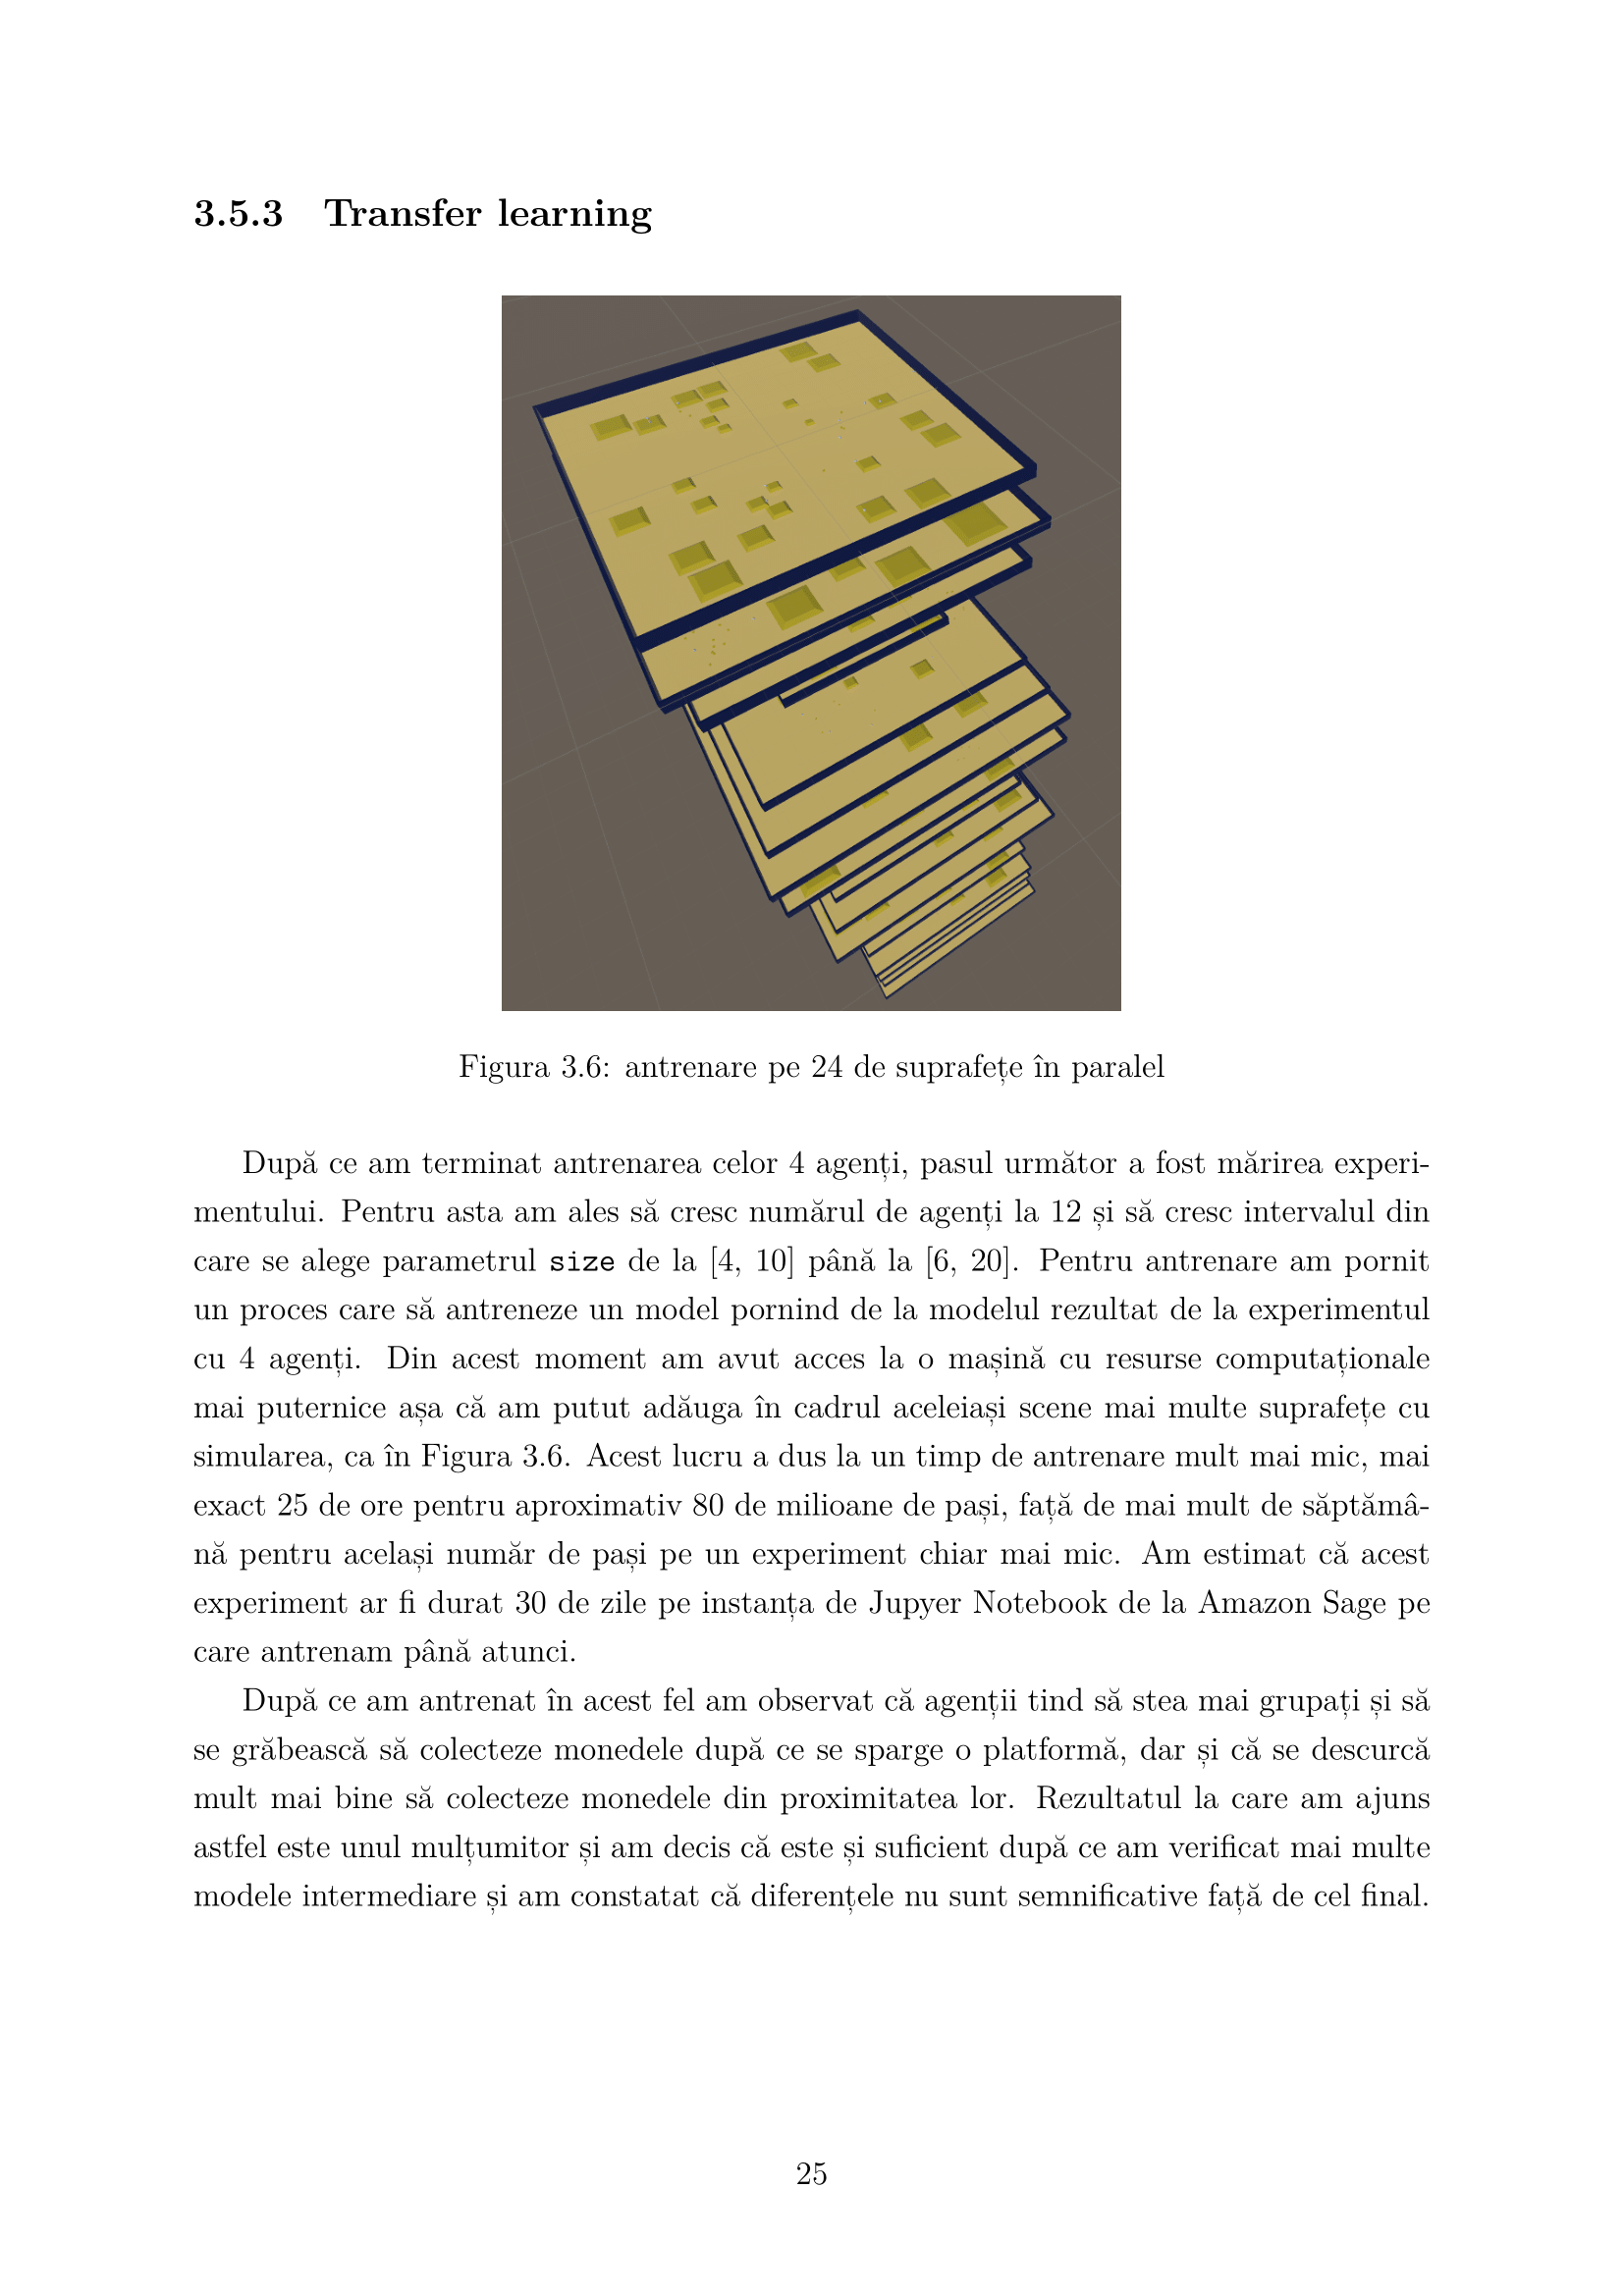 3.5.3 Transfer learning
Figura 3.6: antrenare pe 24 de suprafețe în paralel
După ce am terminat antrenarea celor 4 agenți, pasul următor a fost mărirea experi-
mentului. Pentru asta am ales să cresc numărul de agenți la 12 și să cresc intervalul din
care se alege parametrul size de la [4, 10] până la [6, 20]. Pentru antrenare am pornit
un proces care să antreneze un model pornind de la modelul rezultat de la experimentul
cu 4 agenți. Din acest moment am avut acces la o mașină cu resurse computaționale
mai puternice așa că am putut adăuga în cadrul aceleiași scene mai multe suprafețe cu
simularea, ca în Figura 3.6. Acest lucru a dus la un timp de antrenare mult mai mic, mai
exact 25 de ore pentru aproximativ 80 de milioane de pași, față de mai mult de săptămâ-
nă pentru același număr de pași pe un experiment chiar mai mic. Am estimat că acest
experiment ar fi durat 30 de zile pe instanța de Jupyer Notebook de la Amazon Sage pe
care antrenam până atunci.
După ce am antrenat în acest fel am observat că agenții tind să stea mai grupați și să
se grăbească să colecteze monedele după ce se sparge o platformă, dar și că se descurcă
mult mai bine să colecteze monedele din proximitatea lor. Rezultatul la care am ajuns
astfel este unul mulțumitor și am decis că este și suficient după ce am verificat mai multe
modele intermediare și am constatat că diferențele nu sunt semnificative față de cel final.
25